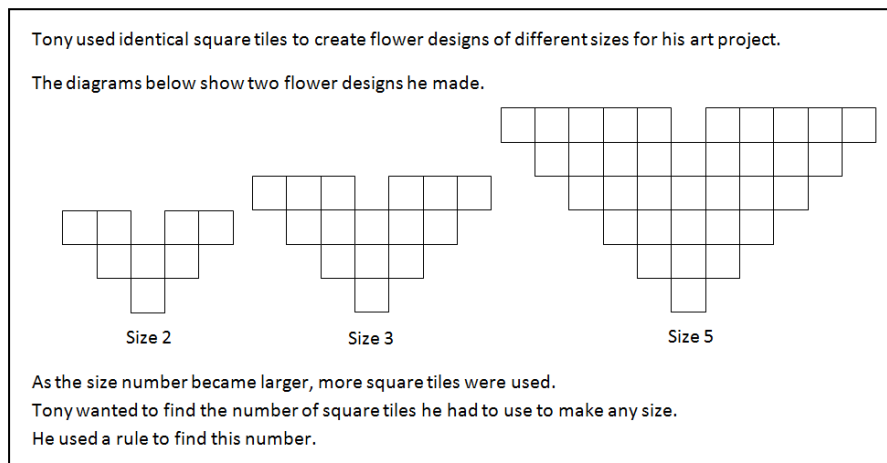 Tony used identical square tiles to create flower designs of different sizes for his art project.
The diagrams below show two flower designs he made.
Size 2
Size 3
Size 5
As the size number became larger, more square tiles were used.
Tony wanted to find the number of square tiles he had to use to make any size.
He used a rule to find this number.